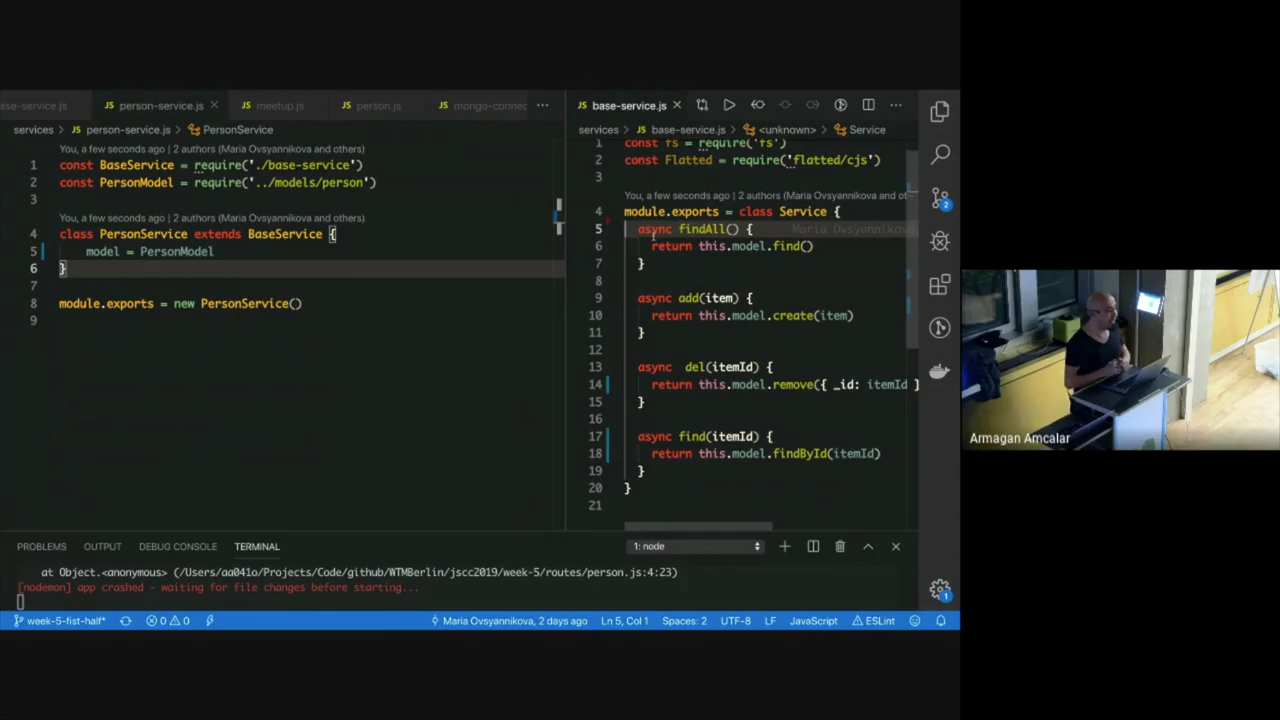 ase-service.js
person-service.js
meetup.js
person.js
mongo-connec
services > person-service.js > PersonService
You, a few seconds ago | 2 authors (Maria Ovsyannikova and others)
1 const BaseService = require('./base-service')
2 const PersonModel = require('../models/person')
3
You, a few seconds ago | 2 authors (Maria Ovsyannikova and others)
4 class PersonService extends BaseService {
5 model = PersonModel
6 }
7
8 module.exports = new PersonService()
9
base-service.js
services > base-service.js > <unknown> > Service
1 const fs = require('fs')
2 const Flatted = require('flatted/cjs')
3
You, a few seconds ago | 2 authors (Maria Ovsyannikova and ot
4 module.exports = class Service {
5 async findAll() { Maria Ovsyannikova
6 return this.model.find()
7 }
8
9 async add(item) {
10 return this.model.create(item)
11 }
12
13 async  del(itemId) {
14 return this.model.remove({ _id: itemId }
15 }
16
17 async find(itemId) {
18 return this.model.findById(itemId)
19 }
20 }
21
2
1
PROBLEMS OUTPUT DEBUG CONSOLE TERMINAL
1: node
at Object.<anonymous> (/Users/aa041o/Projects/Code/github/WTMBerlin/jscc2019/week-5/routes/person.js:4:23)
[nodemon] app crashed - waiting for file changes before starting...
week-5-fist-half* 0 0 Maria Ovsyannikova, 2 days ago Ln 5, Col 1 Spaces: 2 UTF-8 LF JavaScript ESLint
Armagan Amcalar